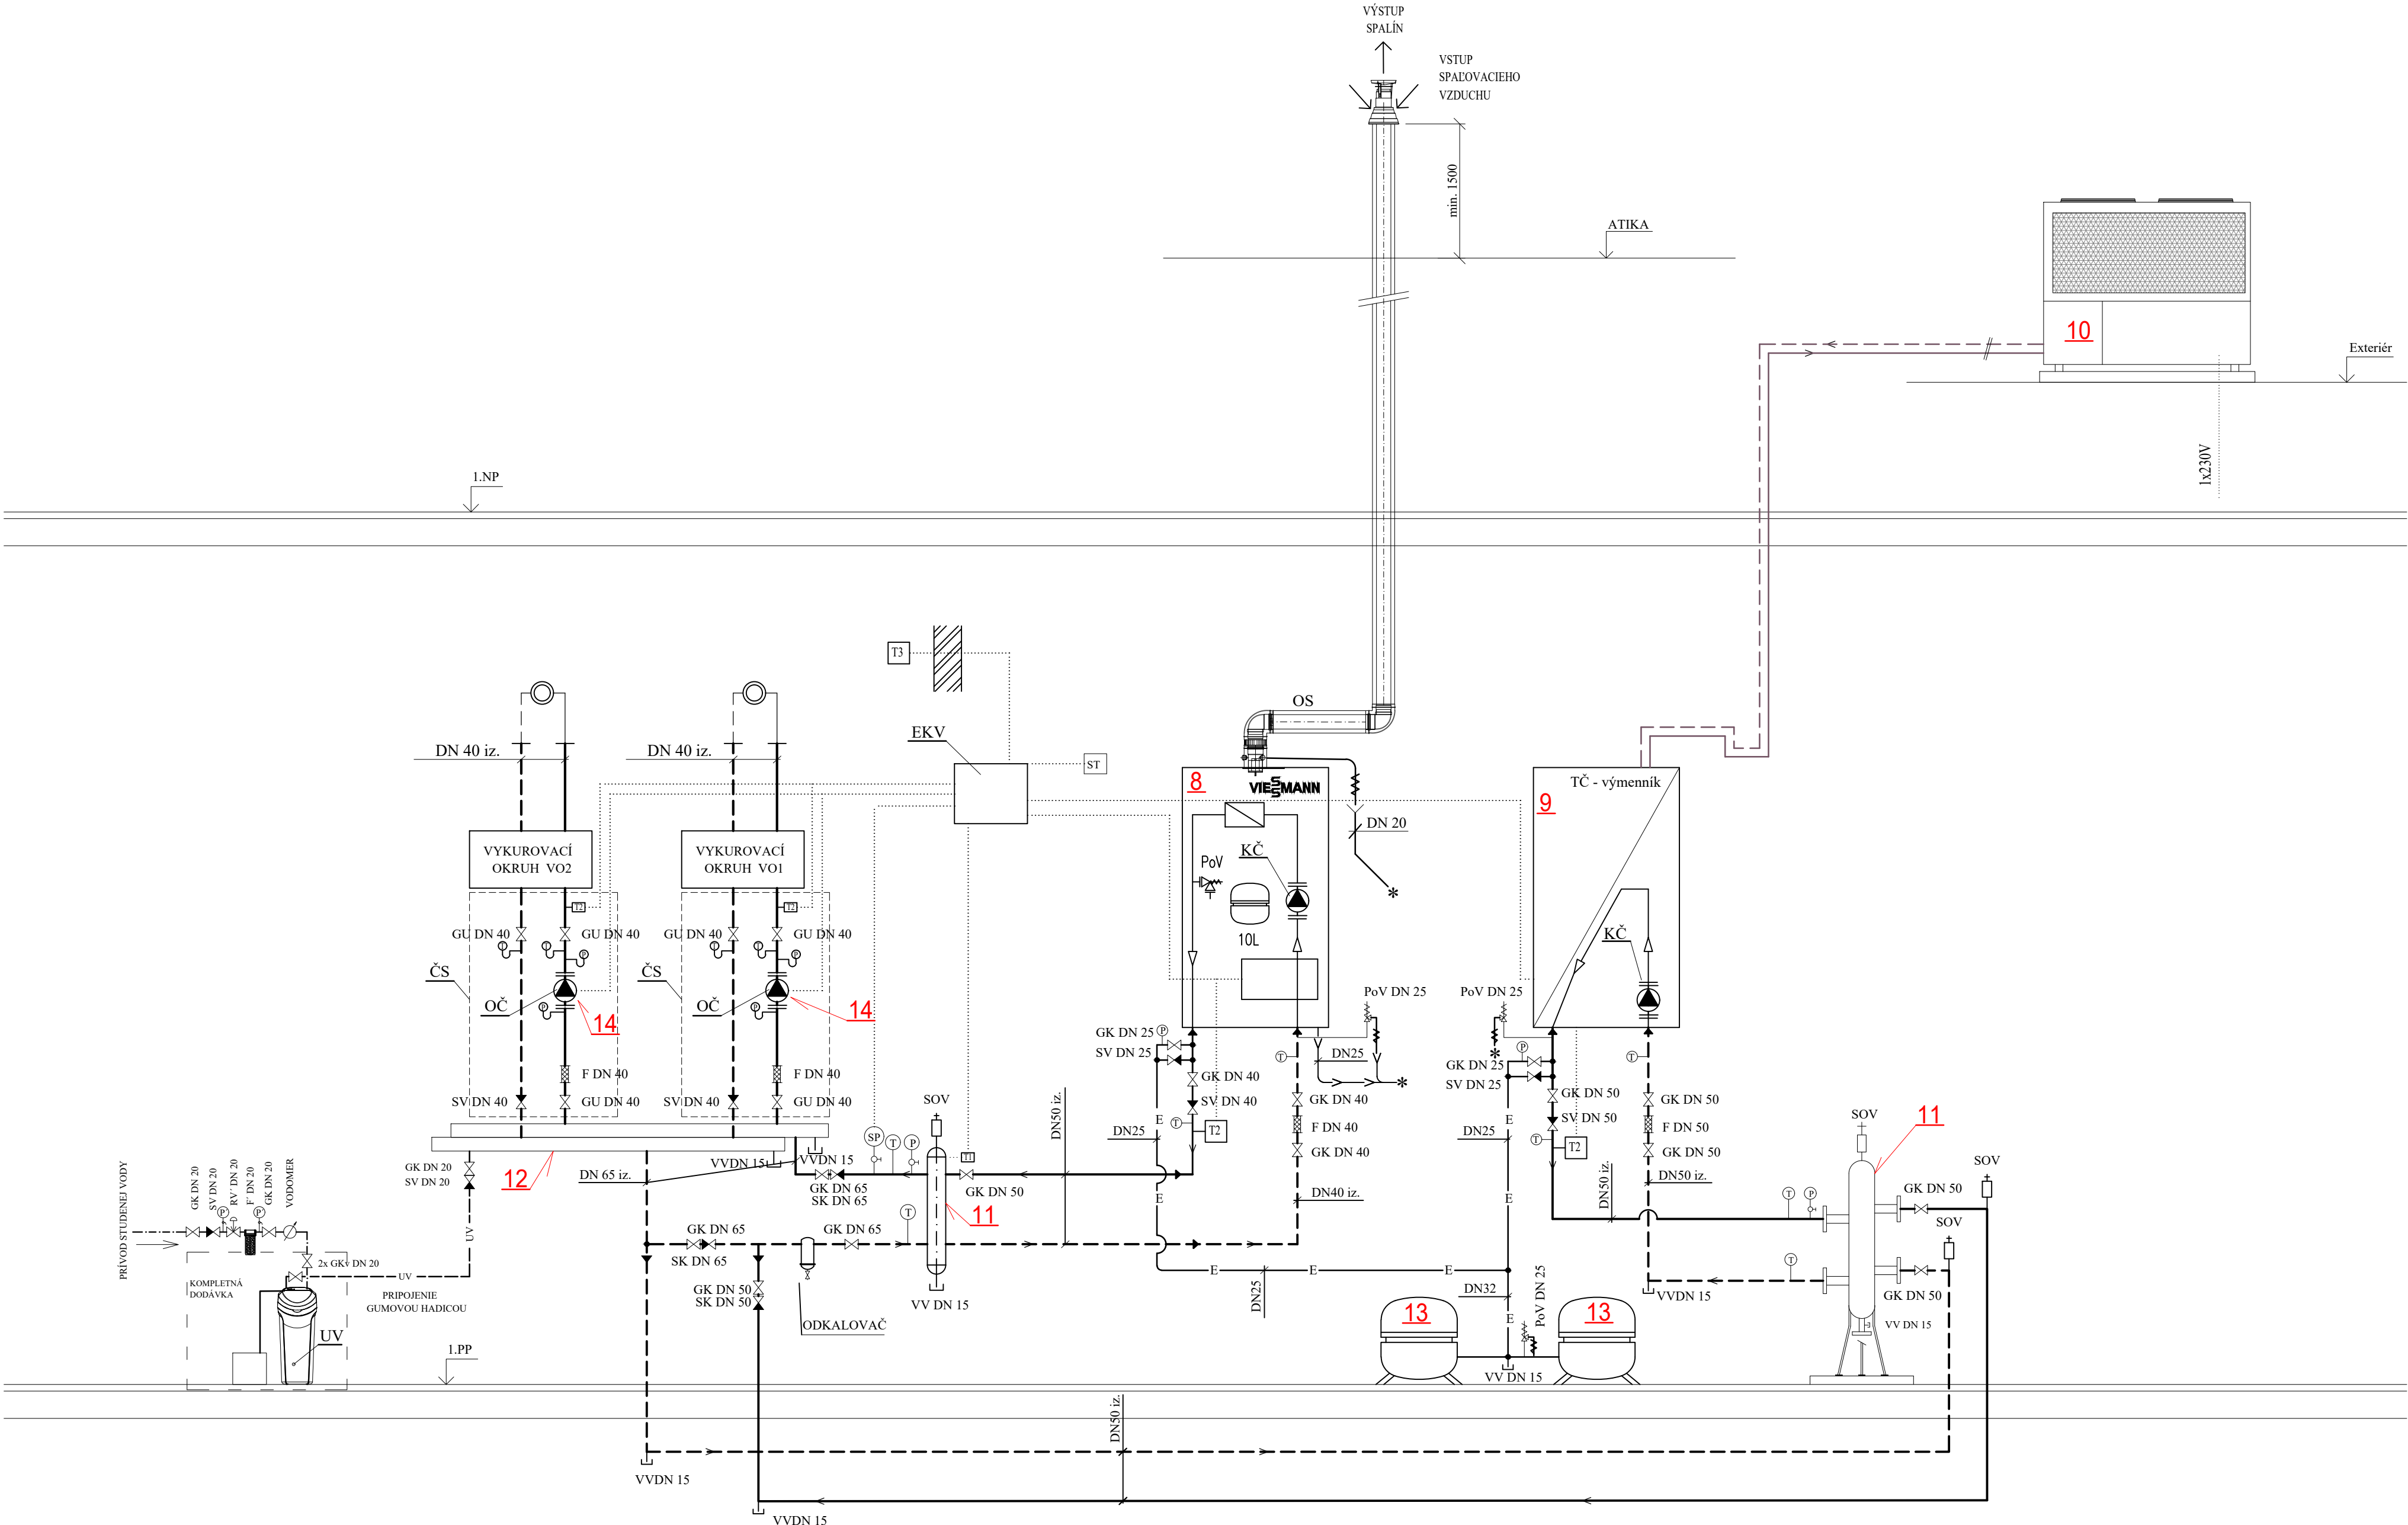 VÝSTUP
SPALÍN
VSTUP
SPAĽOVACIEHO
VZDUCHU
min. 1500
ATIKA
10
Exteriér
1x230V
1.NP
T3
OS
EKV
ST
DN 40 iz.
DN 40 iz.
8
VIESSMANN
9
TČ - výmenník
DN 20
VYKUROVACÍ
OKRUH VO2
VYKUROVACÍ
OKRUH VO1
PoV
KČ
10L
*
KČ
T2
T2
GU DN 40
GU DN 40
GU DN 40
GU DN 40
T
T
T
T
P
P
ČS
ČS
OČ
OČ
P
P
14
14
PoV DN 25
PoV DN 25
GK DN 25
P
SV DN 25
T
DN25
*
*
P
GK DN 25
SV DN 25
T
F DN 40
F DN 40
SV DN 40
GU DN 40
SV DN 40
GU DN 40
GK DN 40
SV DN 40
T
T2
GK DN 40
F DN 40
GK DN 40
GK DN 50
SV DN 50
T
T2
GK DN 50
F DN 50
GK DN 50
SOV
DN50 iz.
E
DN25
E
DN25
SOV
11
SP
T
P
T1
12
VVDN 15
VVDN 15
DN 65 iz.
GK DN 65
SK DN 65
GK DN 50
11
E
DN40 iz.
E
DN50 iz.
DN50 iz.
T
P
GK DN 50
SOV
SOV
PRÍVOD STUDENEJ VODY
GK DN 20
SV DN 20
RV´ DN 20
F´ DN 20
GK DN 20
VODOMER
P
P
GK DN 20
SV DN 20
UV
2x GKv DN 20
UV
KOMPLETNÁ
DODÁVKA
PRIPOJENIE
GUMOVOU HADICOU
UV
GK DN 65
SK DN 65
GK DN 65
T
GK DN 50
SK DN 50
ODKALOVAČ
VV DN 15
E
E
E
DN25
DN32
E
PoV DN 25
T
VVDN 15
GK DN 50
VV DN 15
13
13
VV DN 15
1.PP
DN50 iz.
VVDN 15
VVDN 15